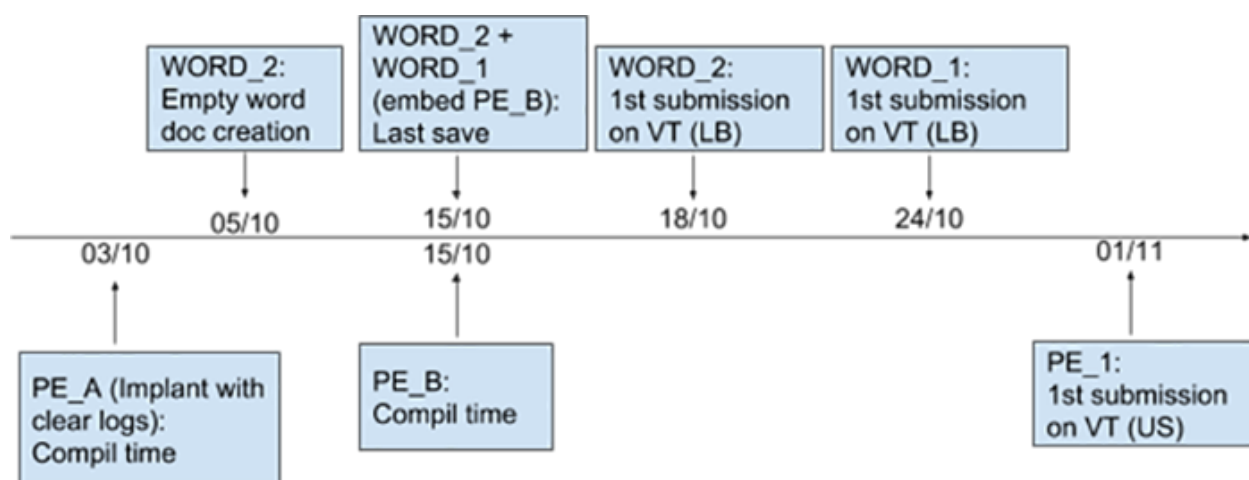 WORD_2:
Empty word
doc creation
WORD_2 +
WORD_1
(embed PE_B):
Last save
WORD_2:
1st submission
on VT (LB)
WORD_1:
1st submission
on VT (LB)
05/10
15/10
18/10
24/10
03/10
15/10
01/11
PE_A (Implant with
clear logs):
Compil time
PE_B:
Compil time
PE_1:
1st submission
on VT (US)